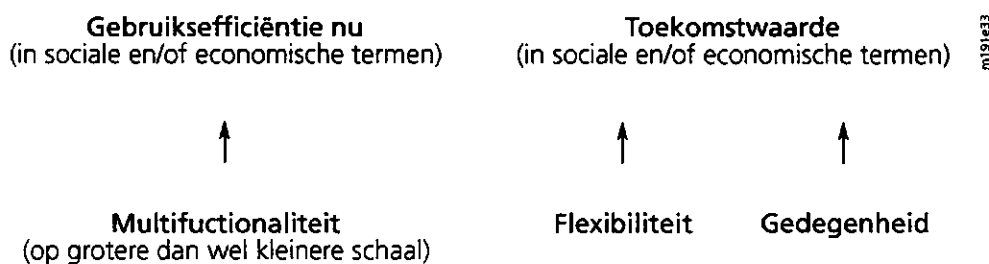 Gebruiksefficiëntie nu
(in sociale en/of economische termen)
Toekomstwaarde
(in sociale en/of economische termen)
m191e33
Multifuctionaliteit
(op grotere dan wel kleinere schaal)
Flexibiliteit
Gedegenheid